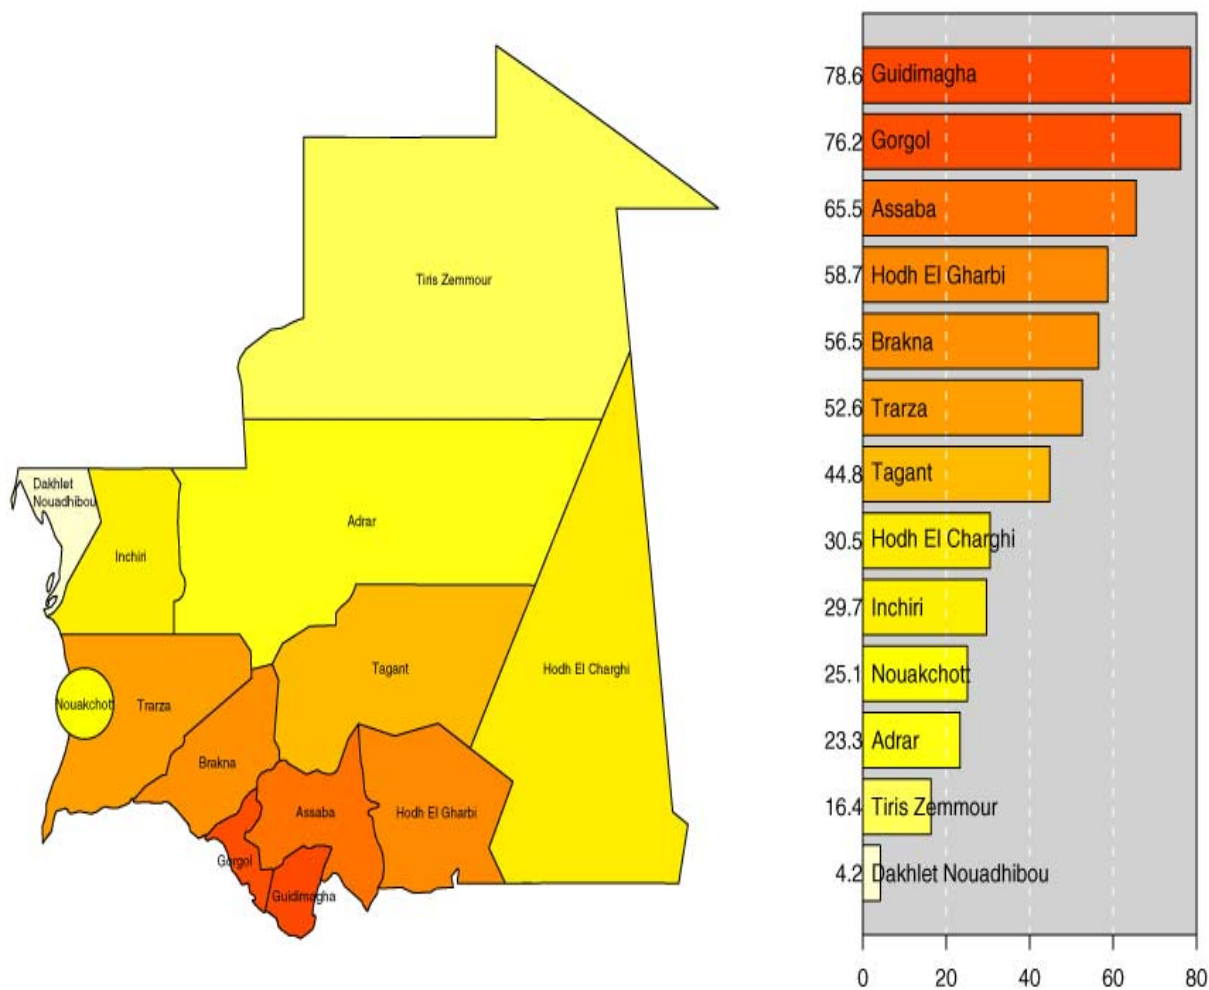 Tiris Zemmour
Dakhlet
Nouadhibou
Adrar
Inchiri
Tagant
Hodh El Charghi
Nouakchott
Trarza
Brakna
Assaba
Hodh El Gharbi
Gorgol
Guidimagha
78.6 Guidimagha
76.2 Gorgol
65.5 Assaba
58.7 Hodh El Gharbi
56.5 Brakna
52.6 Trarza
44.8 Tagant
30.5 Hodh El Charghi
29.7 Inchiri
25.1 Nouakchott
23.3 Adrar
16.4 Tiris Zemmour
4.2 Dakhlet Nouadhibou
0 20 40 60 80